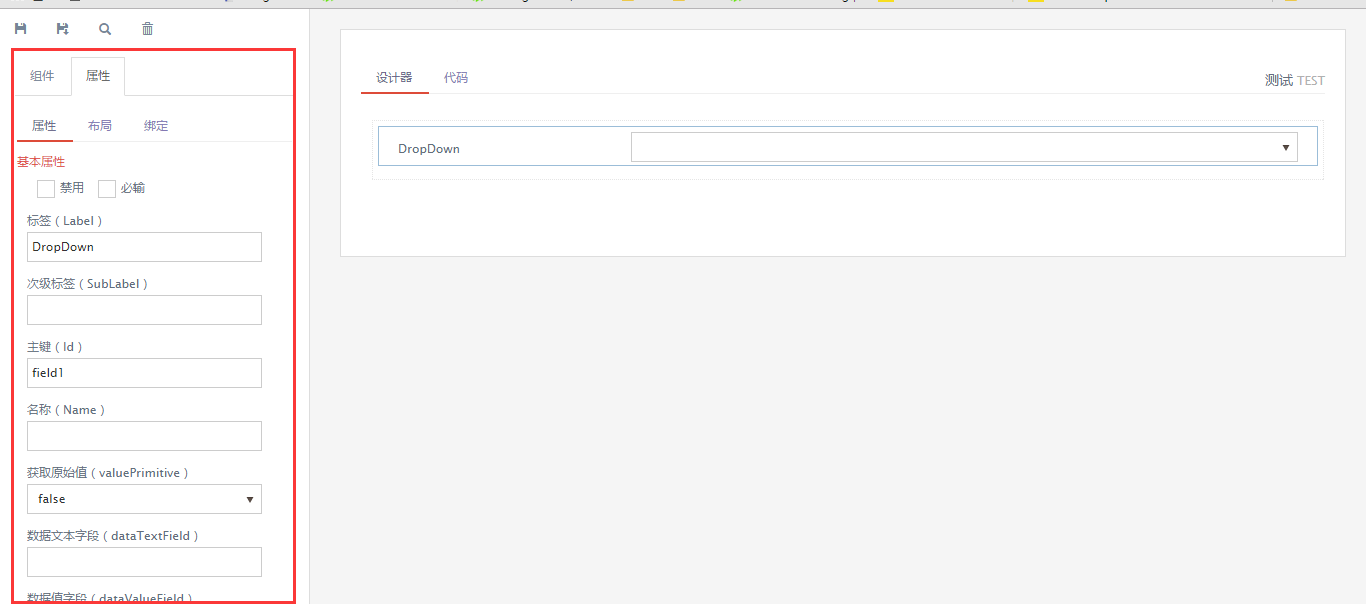 组件 属性
属性 布局 绑定
基本属性
禁用 必输
标签 ( Label )
DropDown
次级标签 ( SubLabel )
主键 ( Id )
field1
名称 ( Name )
获取原始值 ( valuePrimitive )
false
数据文本字段 ( dataTextField )
数据值字段 ( dataValueField )
设计器 代码
测试 TEST
DropDown